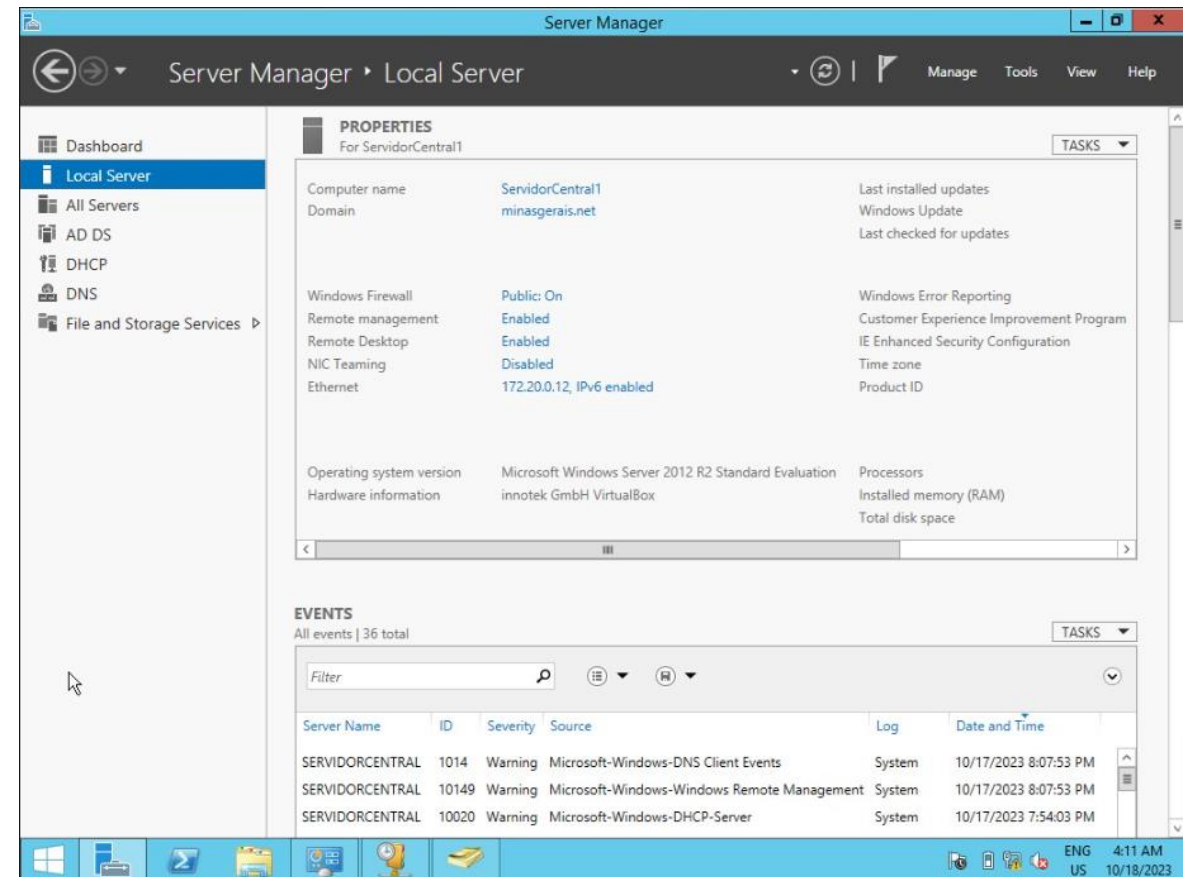 Server Manager
Server Manager • Local Server
Manage Tools View Help
Dashboard
Local Server
All Servers
AD DS
DHCP
DNS
File and Storage Services
PROPERTIES
For ServidorCentral1
TASKS
Computer name ServidorCentral1 Last installed updates
Domain minasgerais.net Windows Update
Last checked for updates
Windows Firewall Public: On Windows Error Reporting
Remote management Enabled Customer Experience Improvement Program
Remote Desktop Enabled IE Enhanced Security Configuration
NIC Teaming Disabled Time zone
Ethernet 172.20.0.12, IPv6 enabled Product ID
Operating system version Microsoft Windows Server 2012 R2 Standard Evaluation Processors
Hardware information innotek GmbH VirtualBox Installed memory (RAM)
Total disk space
EVENTS
All events | 36 total
TASKS
Filter
Server Name ID Severity Source Log Date and Time
SERVIDORCENTRAL 1014 Warning Microsoft-Windows-DNS Client Events System 10/17/2023 8:07:53 PM
SERVIDORCENTRAL 10149 Warning Microsoft-Windows-Windows Remote Management System 10/17/2023 8:07:53 PM
SERVIDORCENTRAL 10020 Warning Microsoft-Windows-DHCP-Server System 10/17/2023 7:54:03 PM
ENG 4:11 AM
US 10/18/2023